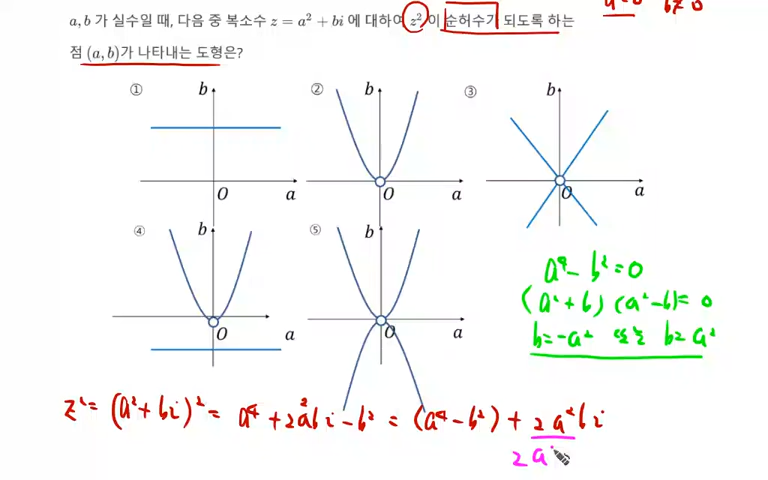 a, b 가 실수일 때, 다음 중 복소수 z = a² + bi 에 대하여 z² 이 순허수가 되도록 하는
점 (a, b)가 나타내는 도형은?
① b O a
② b O a
③ b O a
④ b O a
⑤ b O a
a⁴ - b² = 0
(a² + b) (a² - b) = 0
b = -a² 또는 b = a²
z² = (a² + bi)² = a⁴ + 2a²bi - b² = (a⁴ - b²) + 2a²bi
2a